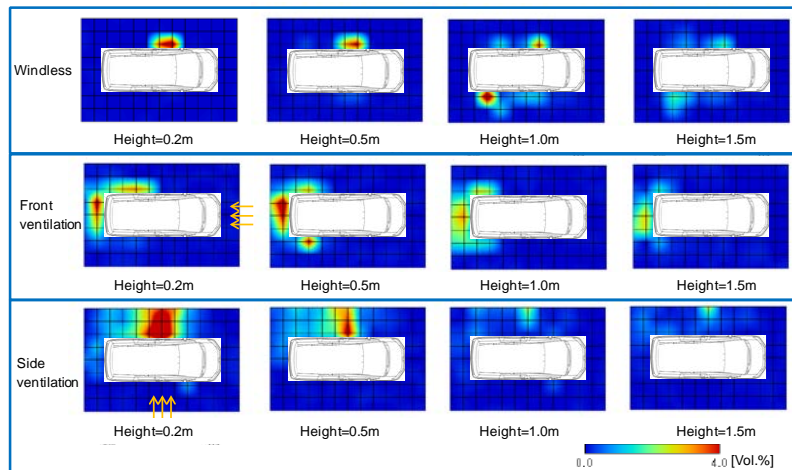 Windless
Height=0.2m
Height=0.5m
Height=1.0m
Height=1.5m
Front
ventilation
Height=0.2m
Height=0.5m
Height=1.0m
Height=1.5m
Side
ventilation
Height=0.2m
Height=0.5m
Height=1.0m
Height=1.5m
0.0
4.0 [Vol.%]